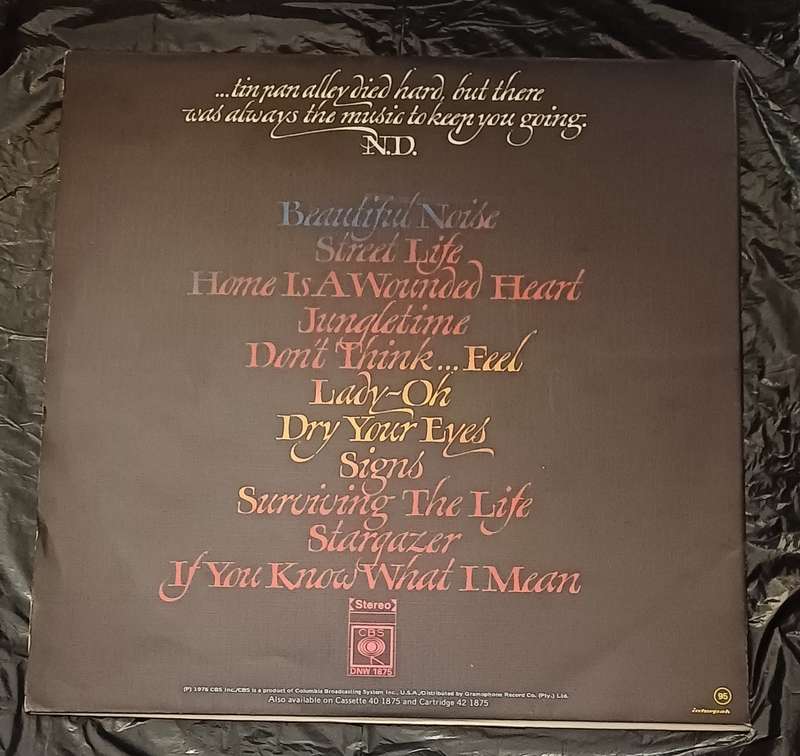 ...tin pan alley died hard, but there
was always the music to keep you going.
N.D.
Beautiful Noise
Street Life
Home Is A Wounded Heart
Jungletime
Don't Think...Feel
Lady-Oh
Dry Your Eyes
Signs
Surviving The Life
Stargazer
If You Know What I Mean
Stereo
CBS
DNW 1875
(P) 1976 CBS Inc./CBS is a product of Columbia Broadcasting System Inc., U.S.A./Distributed by Gramophone Record Co. (Pty.) Ltd.
Also available on Cassette 40 1875 and Cartridge 42 1875
95
interpak